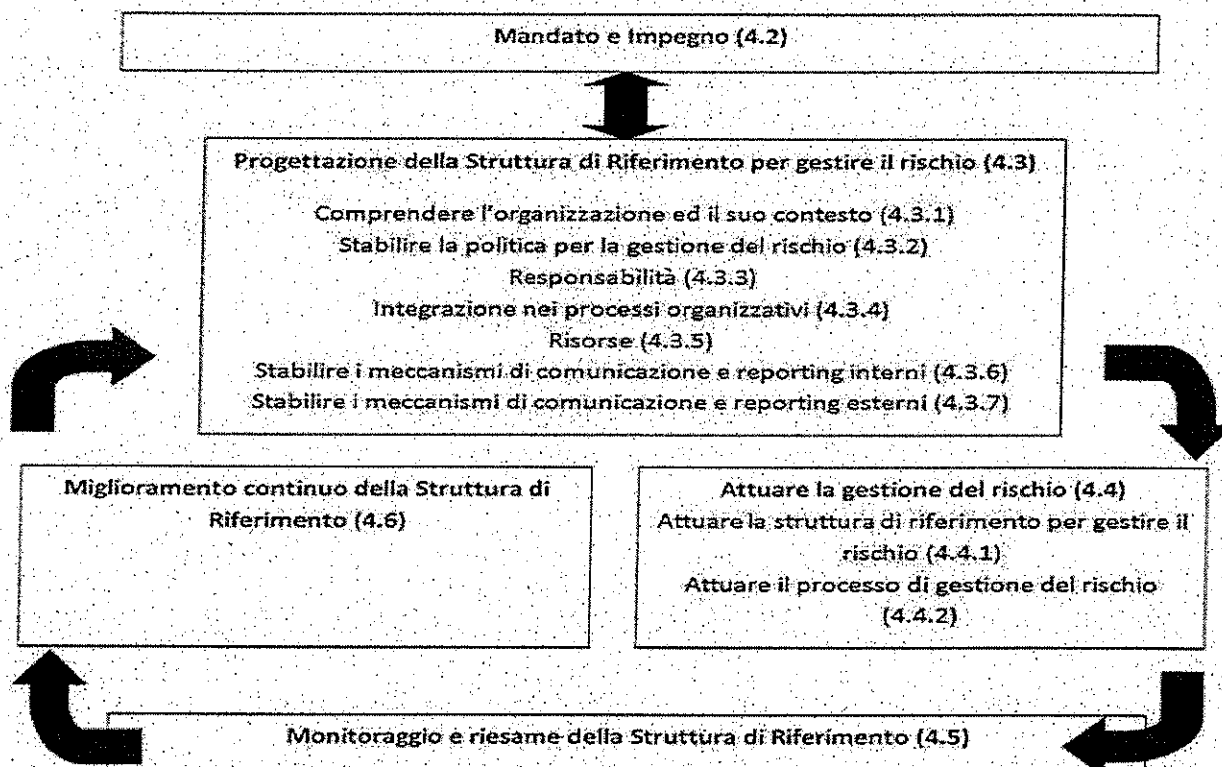 Mandato e Impegno (4.2)
Progettazione della Struttura di Riferimento per gestire il rischio (4.3)
Comprendere l'organizzazione ed il suo contesto (4.3.1)
Stabilire la politica per la gestione del rischio (4.3.2)
Responsabilità (4.3.3)
Integrazione nei processi organizzativi (4.3.4)
Risorse (4.3.5)
Stabilire i meccanismi di comunicazione e reporting interni (4.3.6)
Stabilire i meccanismi di comunicazione e reporting esterni (4.3.7)
Miglioramento continuo della Struttura di
Riferimento (4.6)
Attuare la gestione del rischio (4.4)
Attuare la struttura di riferimento per gestire il
rischio (4.4.1)
Attuare il processo di gestione del rischio
(4.4.2)
Monitoraggio e riesame della Struttura di Riferimento (4.5)